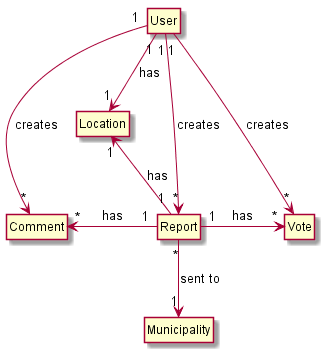 1 User
1 1 1
has
1
Location
1
creates
creates
creates
has
1
* * *
Comment * has 1 Report 1 has * Vote
*
sent to
1
Municipality